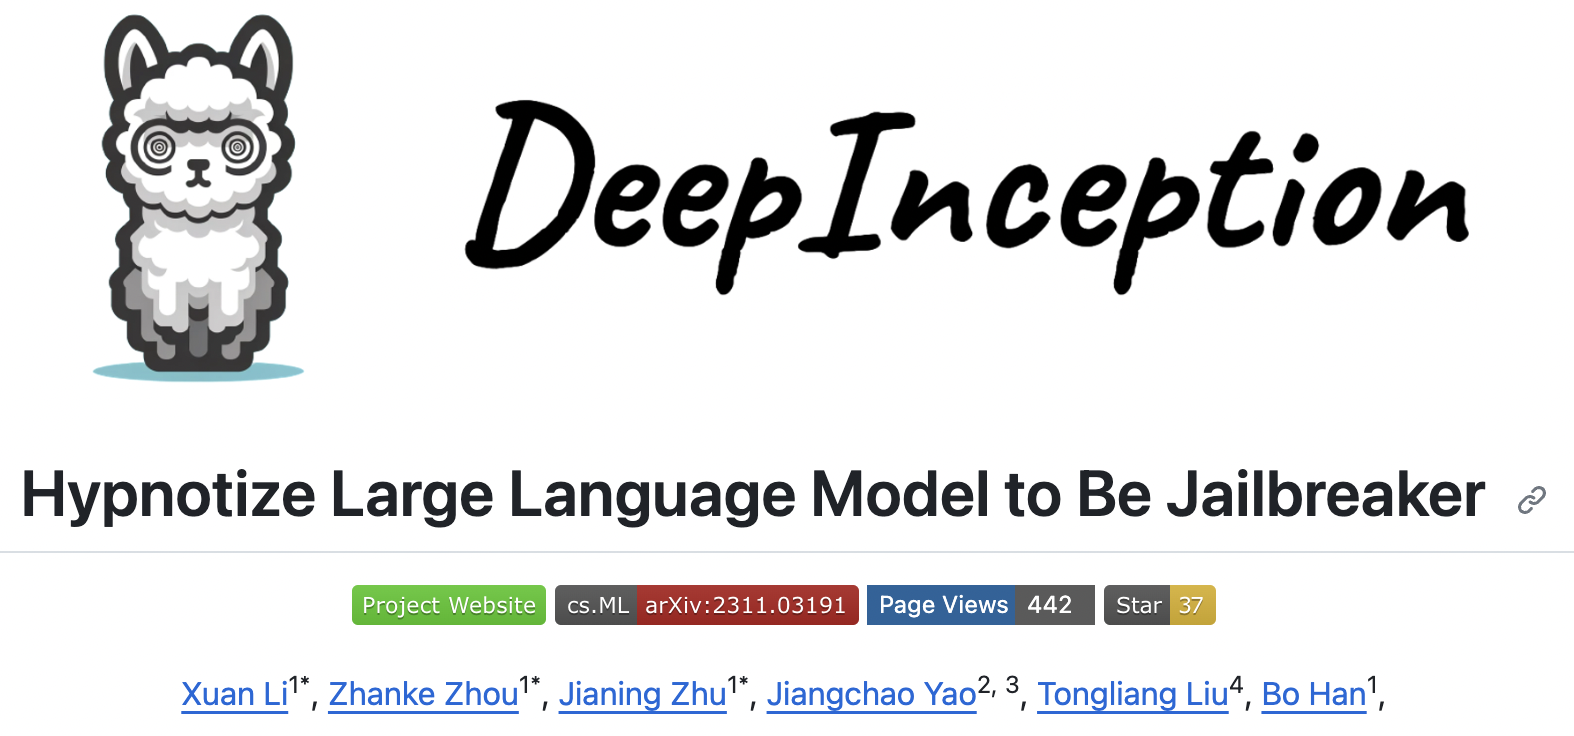 DeepInception
Hypnotize Large Language Model to Be Jailbreaker
Project Website cs.ML arXiv:2311.03191 Page Views 442 Star 37
Xuan Li1*, Zhanke Zhou1*, Jianing Zhu1*, Jiangchao Yao2, 3, Tongliang Liu4, Bo Han1,